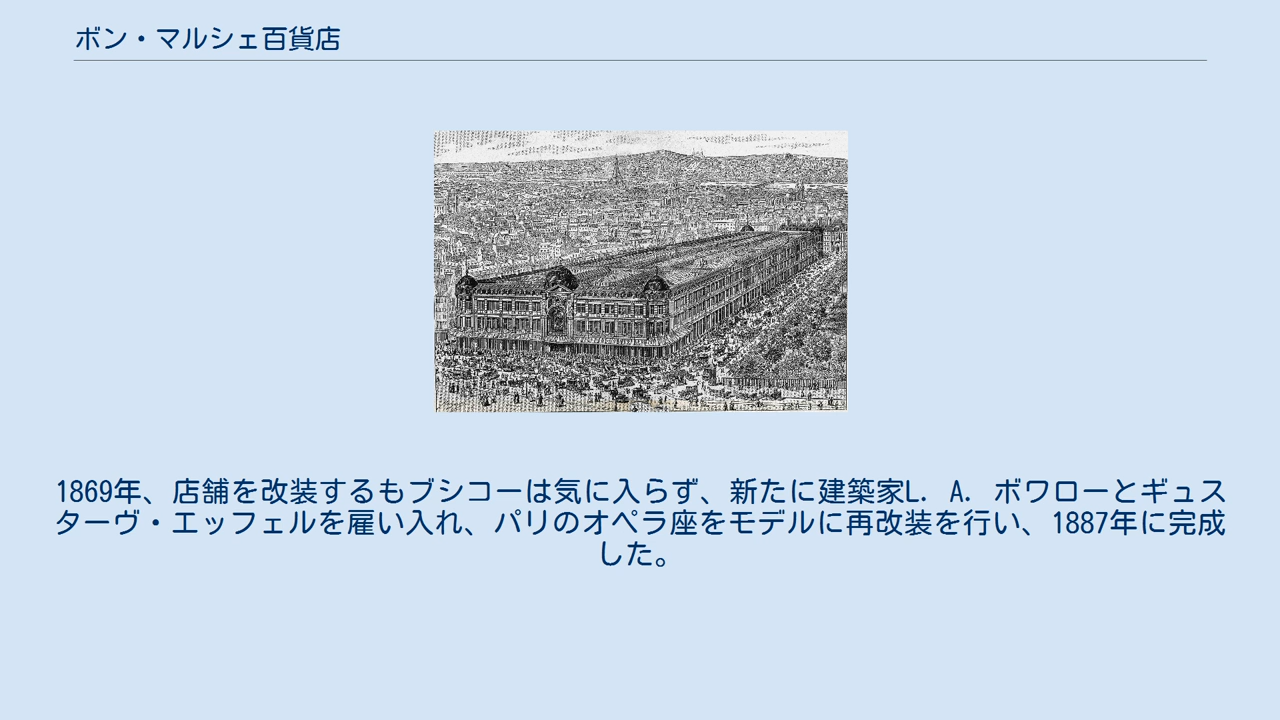 ボン・マルシェ百貨店
1869年、店舗を改装するもブシコーは気に入らず、新たに建築家L. A. ボワローとギュス
ターヴ・エッフェルを雇い入れ、パリのオペラ座をモデルに再改装を行い、1887年に完成
した。